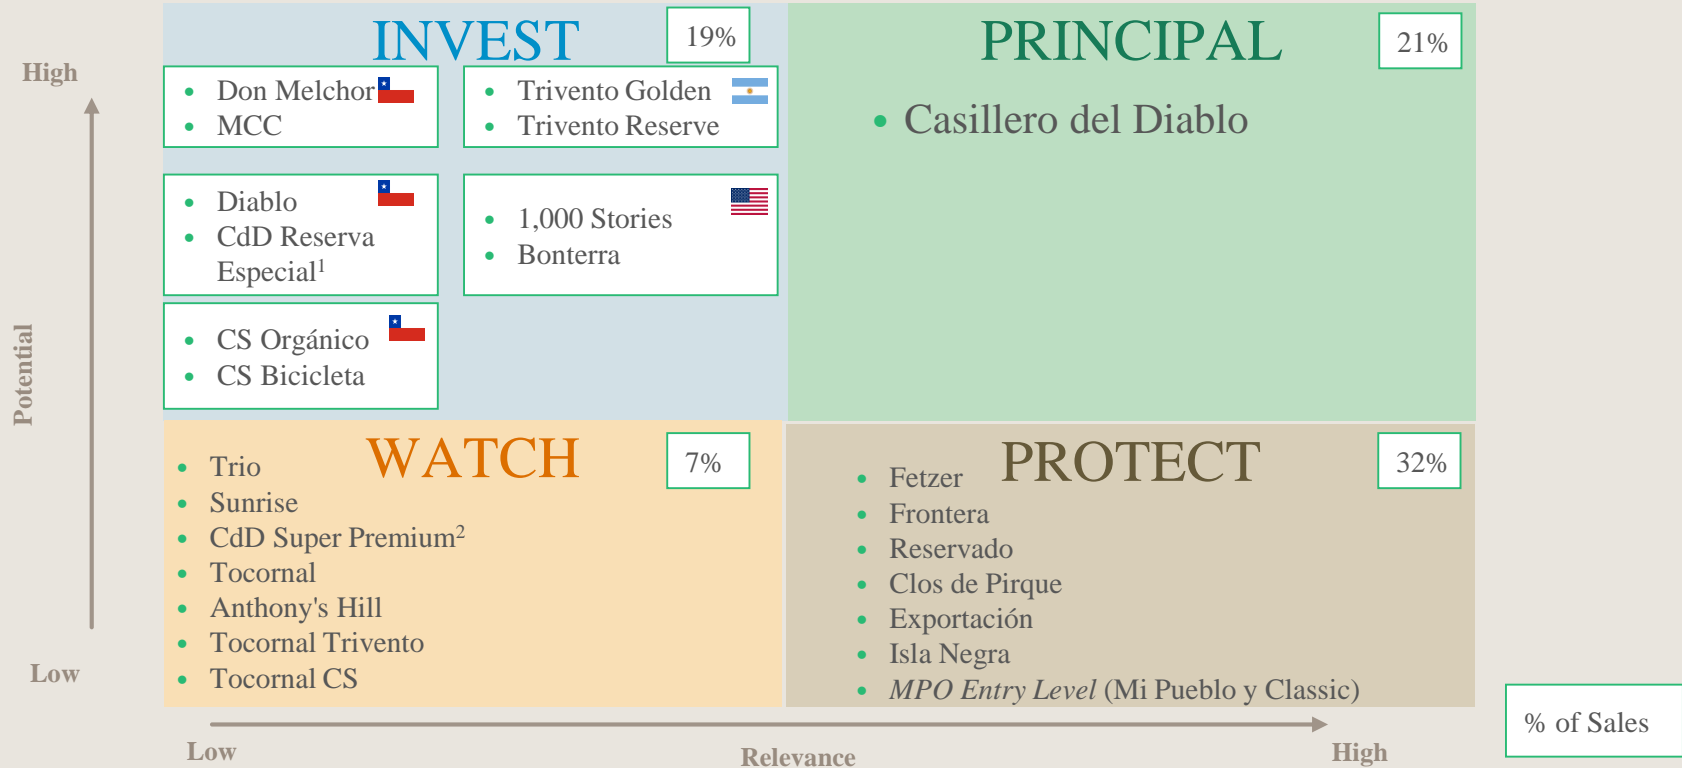 INVEST
19%
• Don Melchor
• MCC
• Trivento Golden
• Trivento Reserve
• Diablo
• CdD Reserva
Especial1
• 1,000 Stories
• Bonterra
• CS Orgánico
• CS Bicicleta
PRINCIPAL
21%
• Casillero del Diablo
WATCH
7%
• Trio
• Sunrise
• CdD Super Premium2
• Tocornal
• Anthony's Hill
• Tocornal Trivento
• Tocornal CS
PROTECT
32%
• Fetzer
• Frontera
• Reservado
• Clos de Pirque
• Exportación
• Isla Negra
• MPO Entry Level (Mi Pueblo y Classic)
High
Potential
Low
Low
Relevance
High
% of Sales